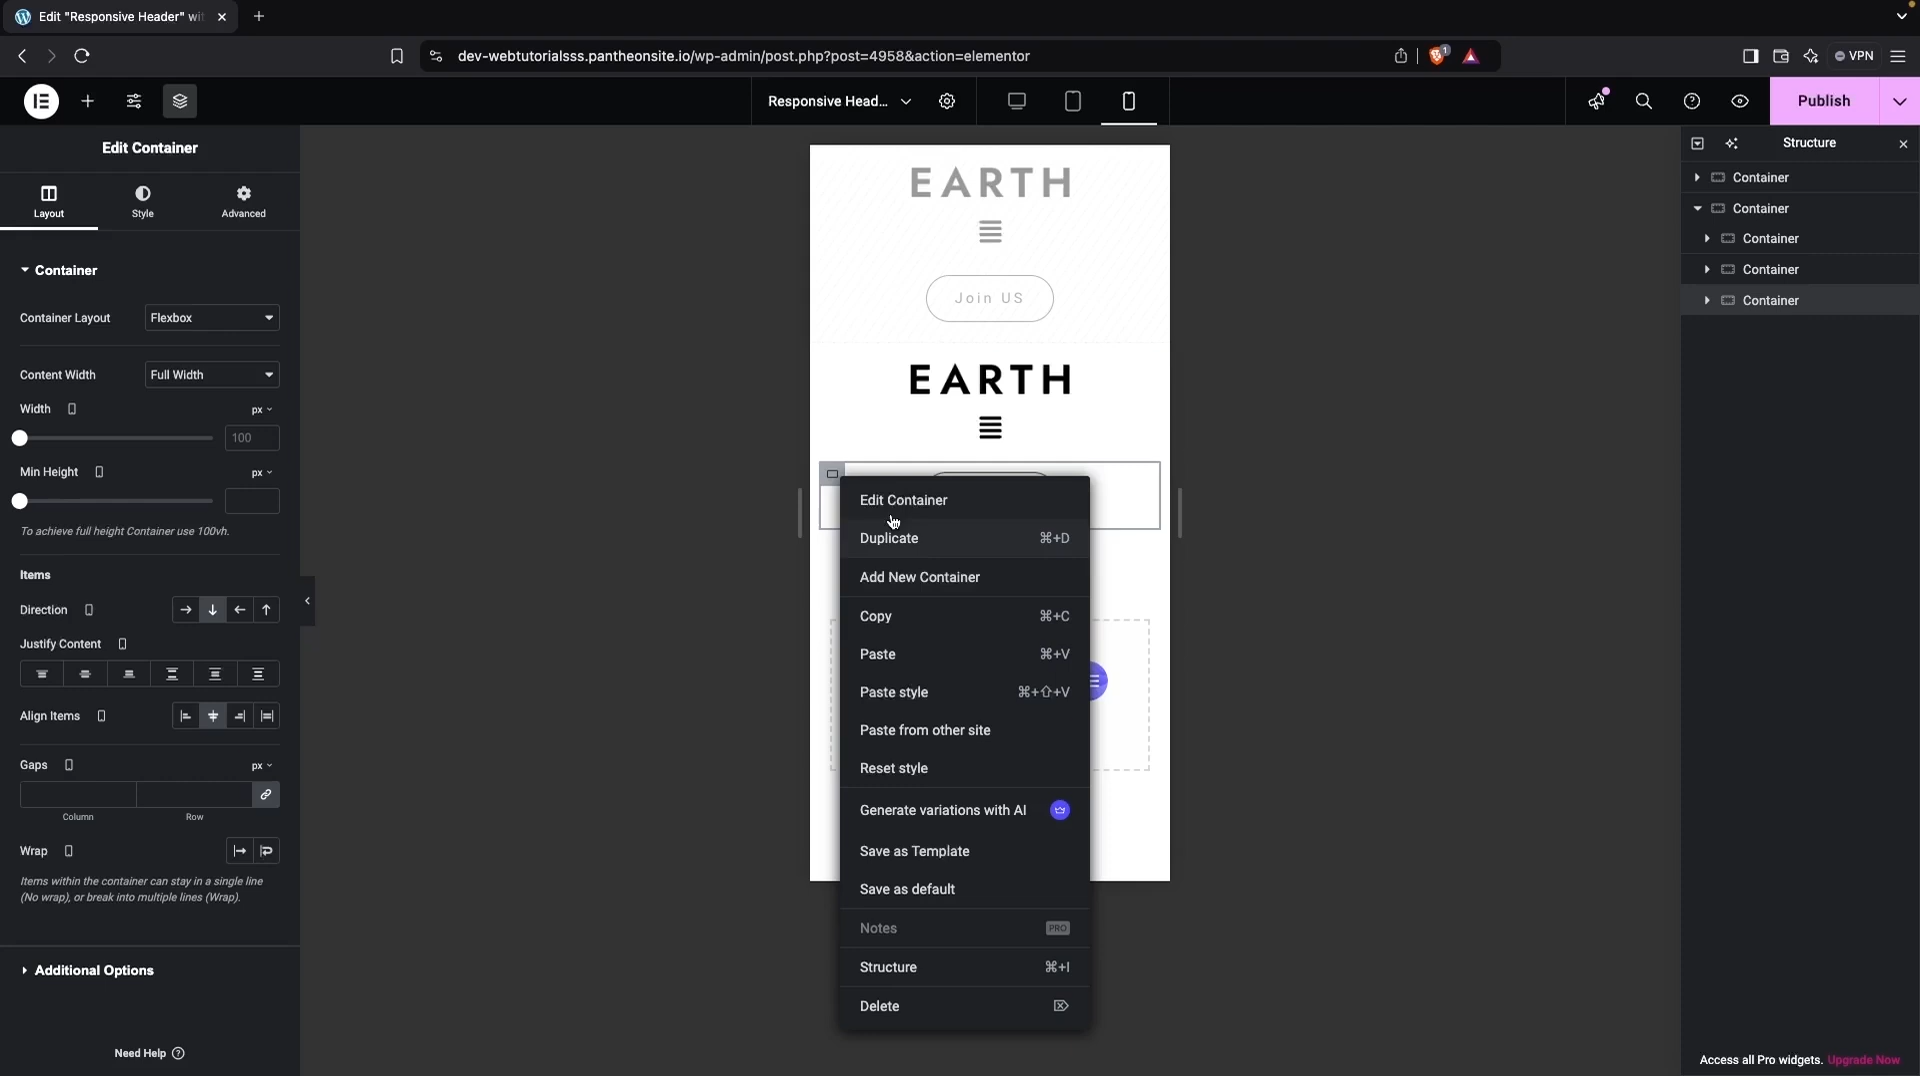 Edit "Responsive Header" wi
dev-webtutorialsss.pantheonsite.io/wp-admin/post.php?post=4958&action=elementor
1
VPN
Responsive Head...
Publish
Edit Container
Layout
Style
Advanced
Container
Container Layout
Flexbox
Content Width
Full Width
Width
px
100
Min Height
px
To achieve full height Container use 100vh.
Items
Direction
Justify Content
Align Items
Gaps
px
Column
Row
Wrap
Items within the container can stay in a single line
(No wrap), or break into multiple lines (Wrap).
Additional Options
Need Help
EARTH
Join US
EARTH
Edit Container
Duplicate ⌘+D
Add New Container
Copy ⌘+C
Paste ⌘+V
Paste style ⌘+⇧+V
Paste from other site
Reset style
Generate variations with AI
Save as Template
Save as default
Notes PRO
Structure ⌘+I
Delete ⌦
Structure
Container
Container
Container
Container
Container
Access all Pro widgets. Upgrade Now